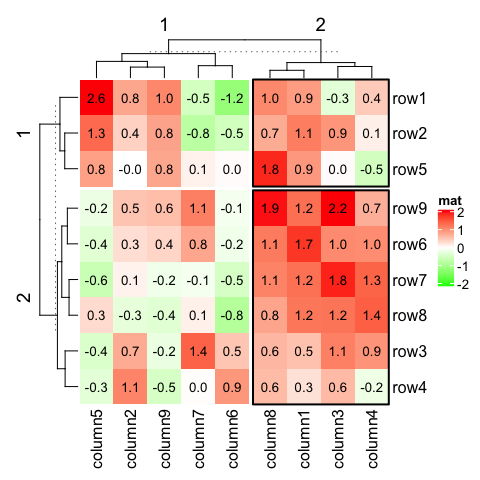 1 2
2.6 0.8 1.0 -0.5 -1.2 1.0 0.9 -0.3 0.4 row1
1 1.3 0.4 0.8 -0.8 -0.5 0.7 1.1 0.9 0.1 row2
0.8 -0.0 0.8 0.1 0.0 1.8 0.9 0.0 -0.5 row5
-0.2 0.5 0.6 1.1 -0.1 1.9 1.2 2.2 0.7 row9
-0.4 0.3 0.4 0.8 -0.2 1.1 1.7 1.0 1.0 row6
2 -0.6 0.1 -0.2 -0.1 -0.5 1.1 1.2 1.8 1.3 row7
0.3 -0.3 -0.4 0.1 -0.8 0.8 1.2 1.2 1.4 row8
-0.4 0.7 -0.2 1.4 0.5 0.6 0.5 1.1 0.9 row3
-0.3 1.1 -0.5 0.0 0.9 0.6 0.3 0.6 -0.2 row4
column5 column2 column9 column7 column6 column8 column1 column3 column4
mat
2
1
0
-1
-2